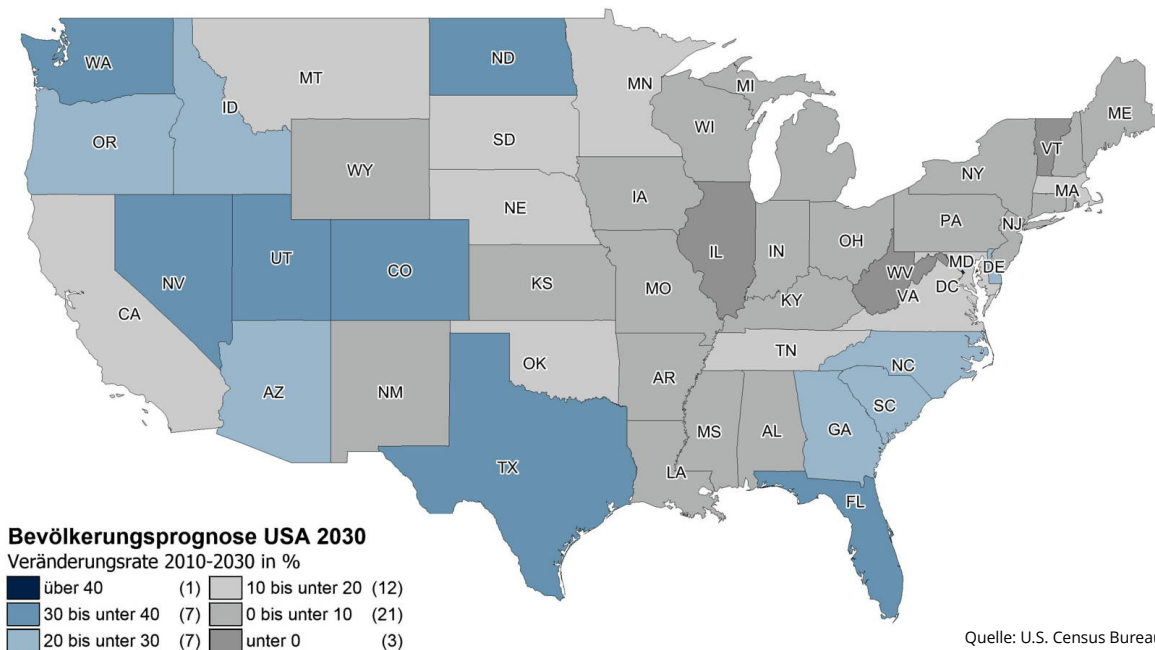 WA
ND
MT
MN
MI
ME
ID
OR
SD
WI
VT
WY
NY
MA
IA
NE
PA
NJ
IL
IN
OH
NV
UT
CO
MD
DE
WV
KS
MO
DC
VA
KY
CA
TN
OK
NC
AR
AZ
NM
SC
MS
AL
GA
TX
LA
FL
Bevölkerungsprognose USA 2030
Veränderungsrate 2010-2030 in %
über 40 (1) 10 bis unter 20 (12)
30 bis unter 40 (7) 0 bis unter 10 (21)
20 bis unter 30 (7) unter 0 (3)
Quelle: U.S. Census Bureau